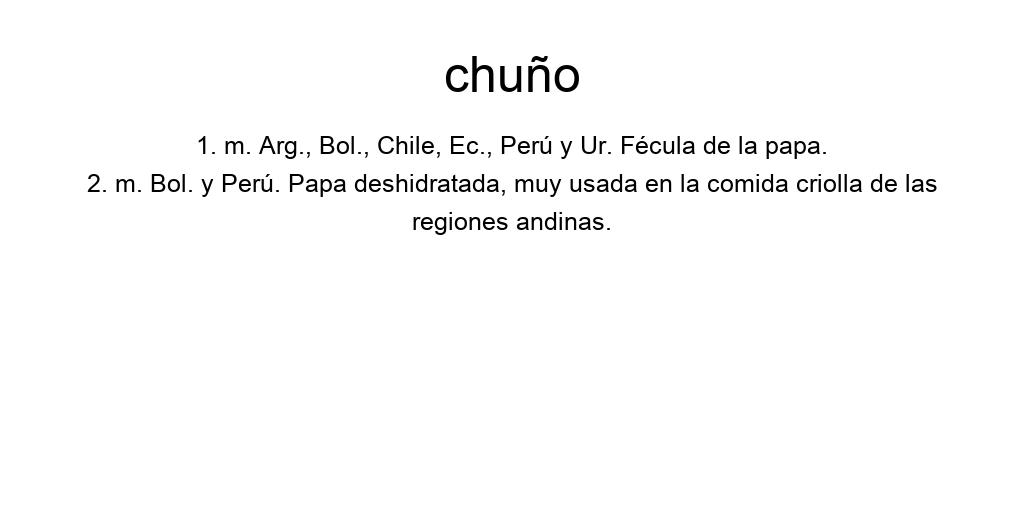 chuño
1. m. Arg., Bol., Chile, Ec., Perú y Ur. Fécula de la papa.
2. m. Bol. y Perú. Papa deshidratada, muy usada en la comida criolla de las
regiones andinas.